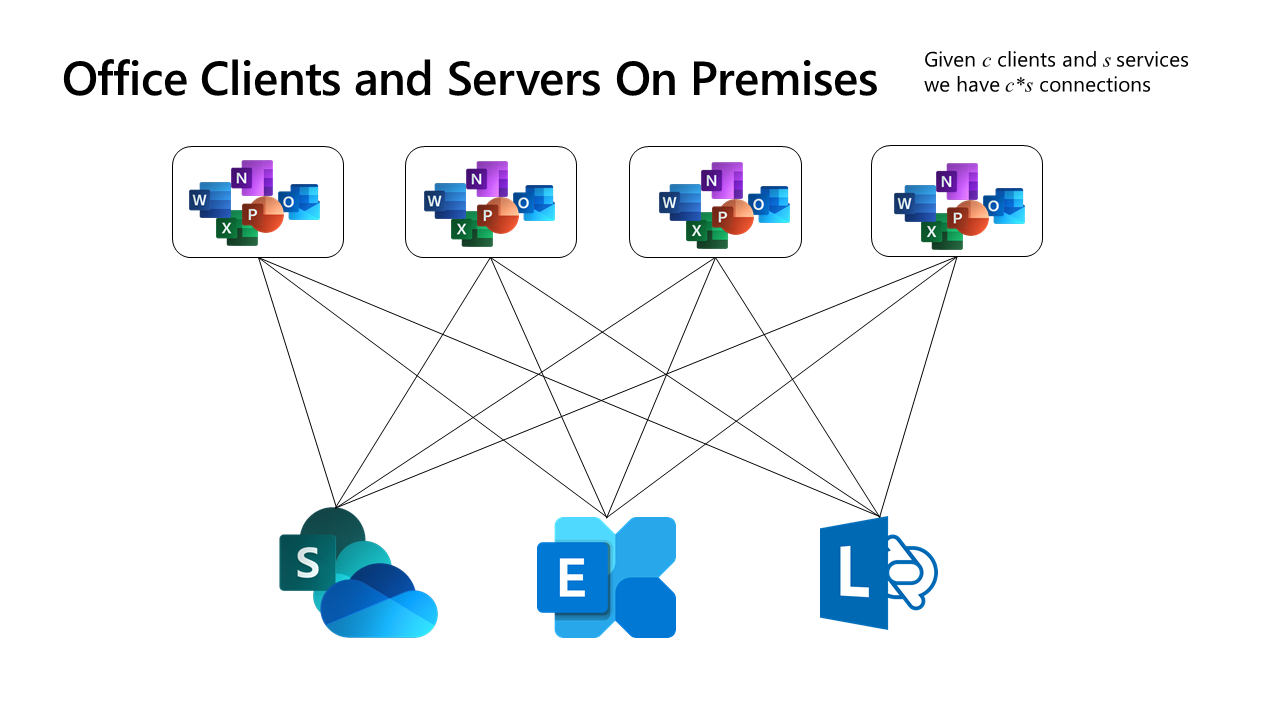 Office Clients and Servers On Premises
Given c clients and s services
we have c*s connections
N
W
O
P
X
N
W
O
P
X
N
W
O
P
X
N
W
O
P
X
S
E
L